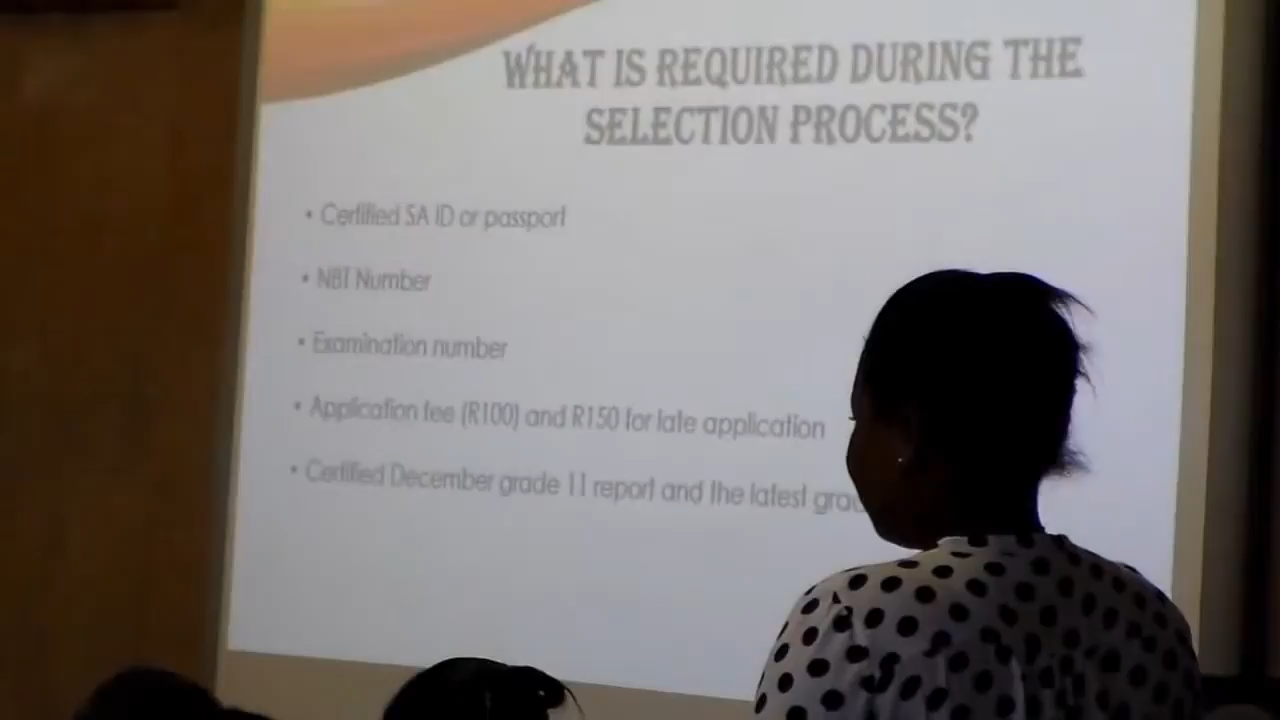 WHAT IS REQUIRED DURING THE
SELECTION PROCESS?
• Certified SA ID or passport
• NBT Number
• Examination number
• Application fee (R100) and R150 for late application
• Certified December grade 11 report and the latest